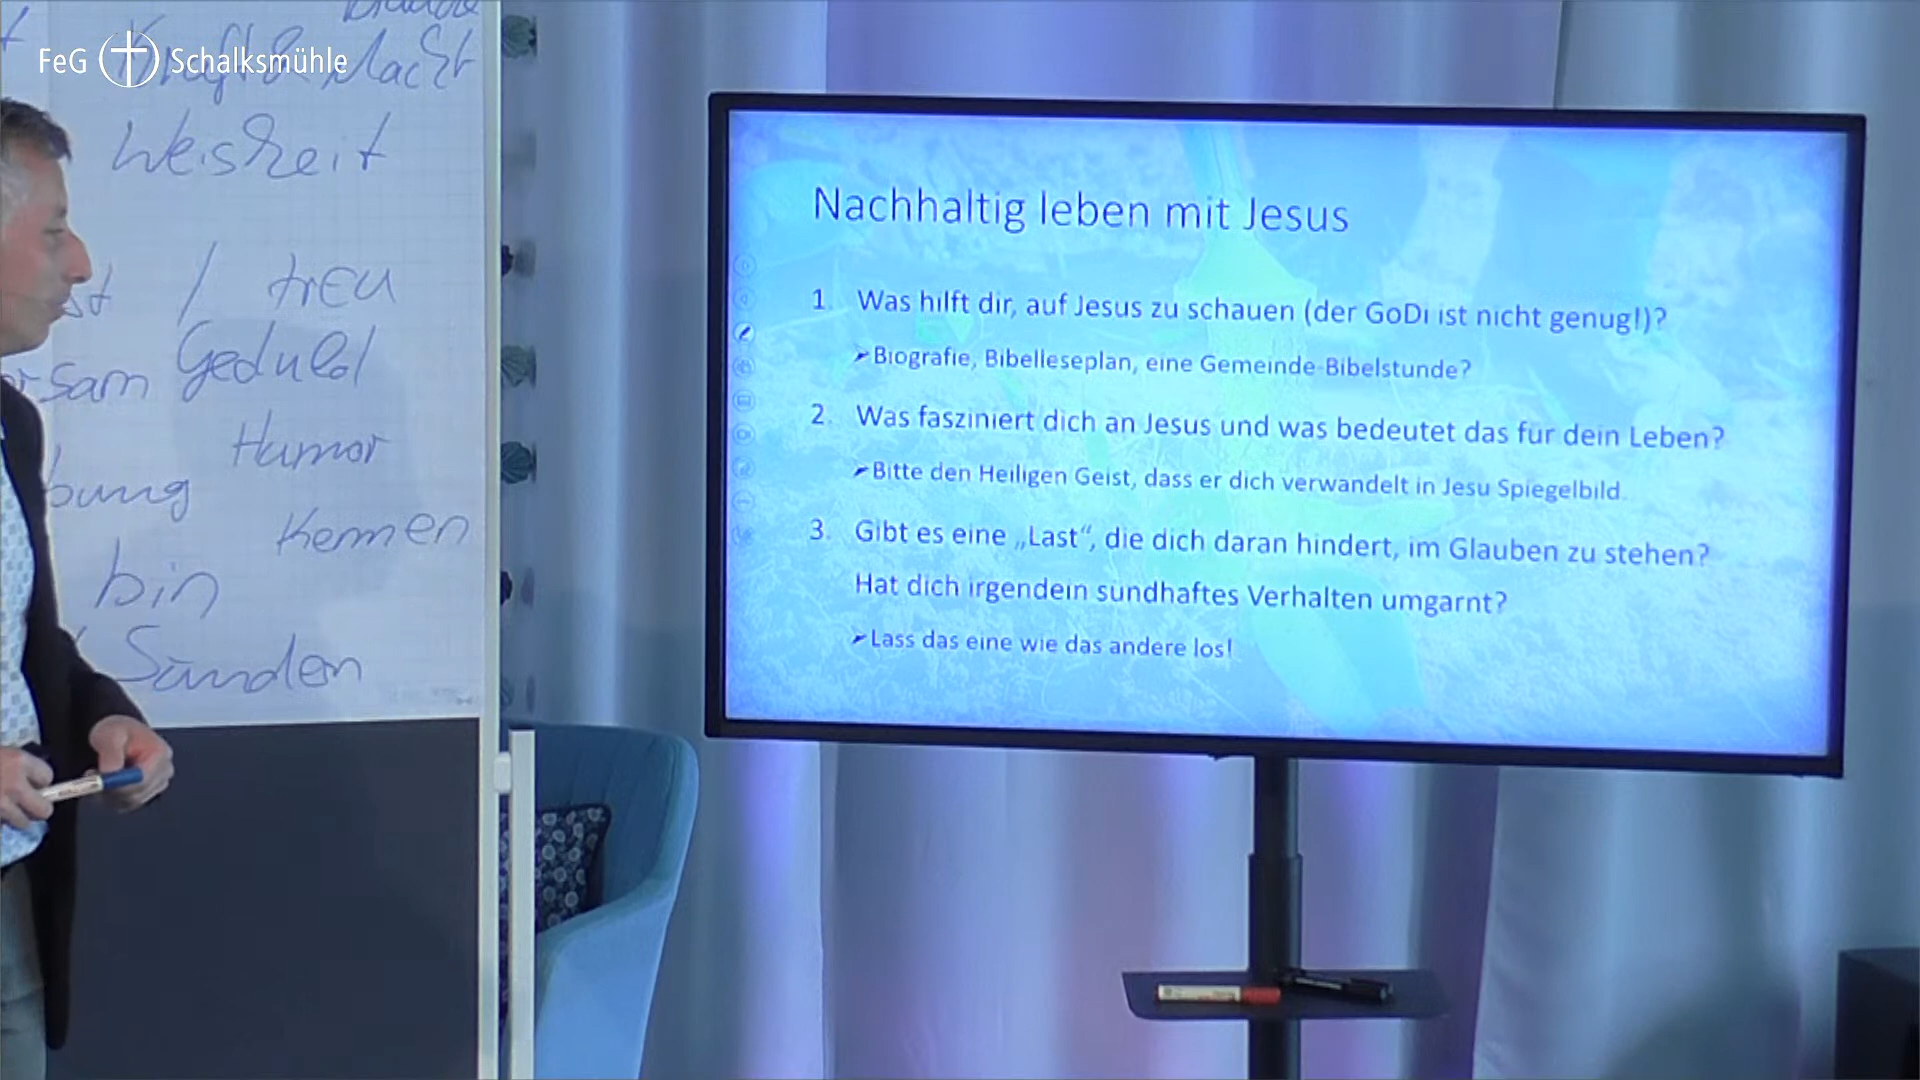 FeG Schalksmühle
Macht
Weisheit
/ treu
Geduld
sam
Humor
bung
Kennen
bin
Sünden
Nachhaltig leben mit Jesus
1. Was hilft dir, auf Jesus zu schauen (der GoDi ist nicht genug!)?
➢Biografie, Bibelleseplan, eine Gemeinde-Bibelstunde?
2. Was fasziniert dich an Jesus und was bedeutet das für dein Leben?
➢Bitte den Heiligen Geist, dass er dich verwandelt in Jesu Spiegelbild.
3. Gibt es eine „Last“, die dich daran hindert, im Glauben zu stehen?
Hat dich irgendein sündhaftes Verhalten umgarnt?
➢Lass das eine wie das andere los!